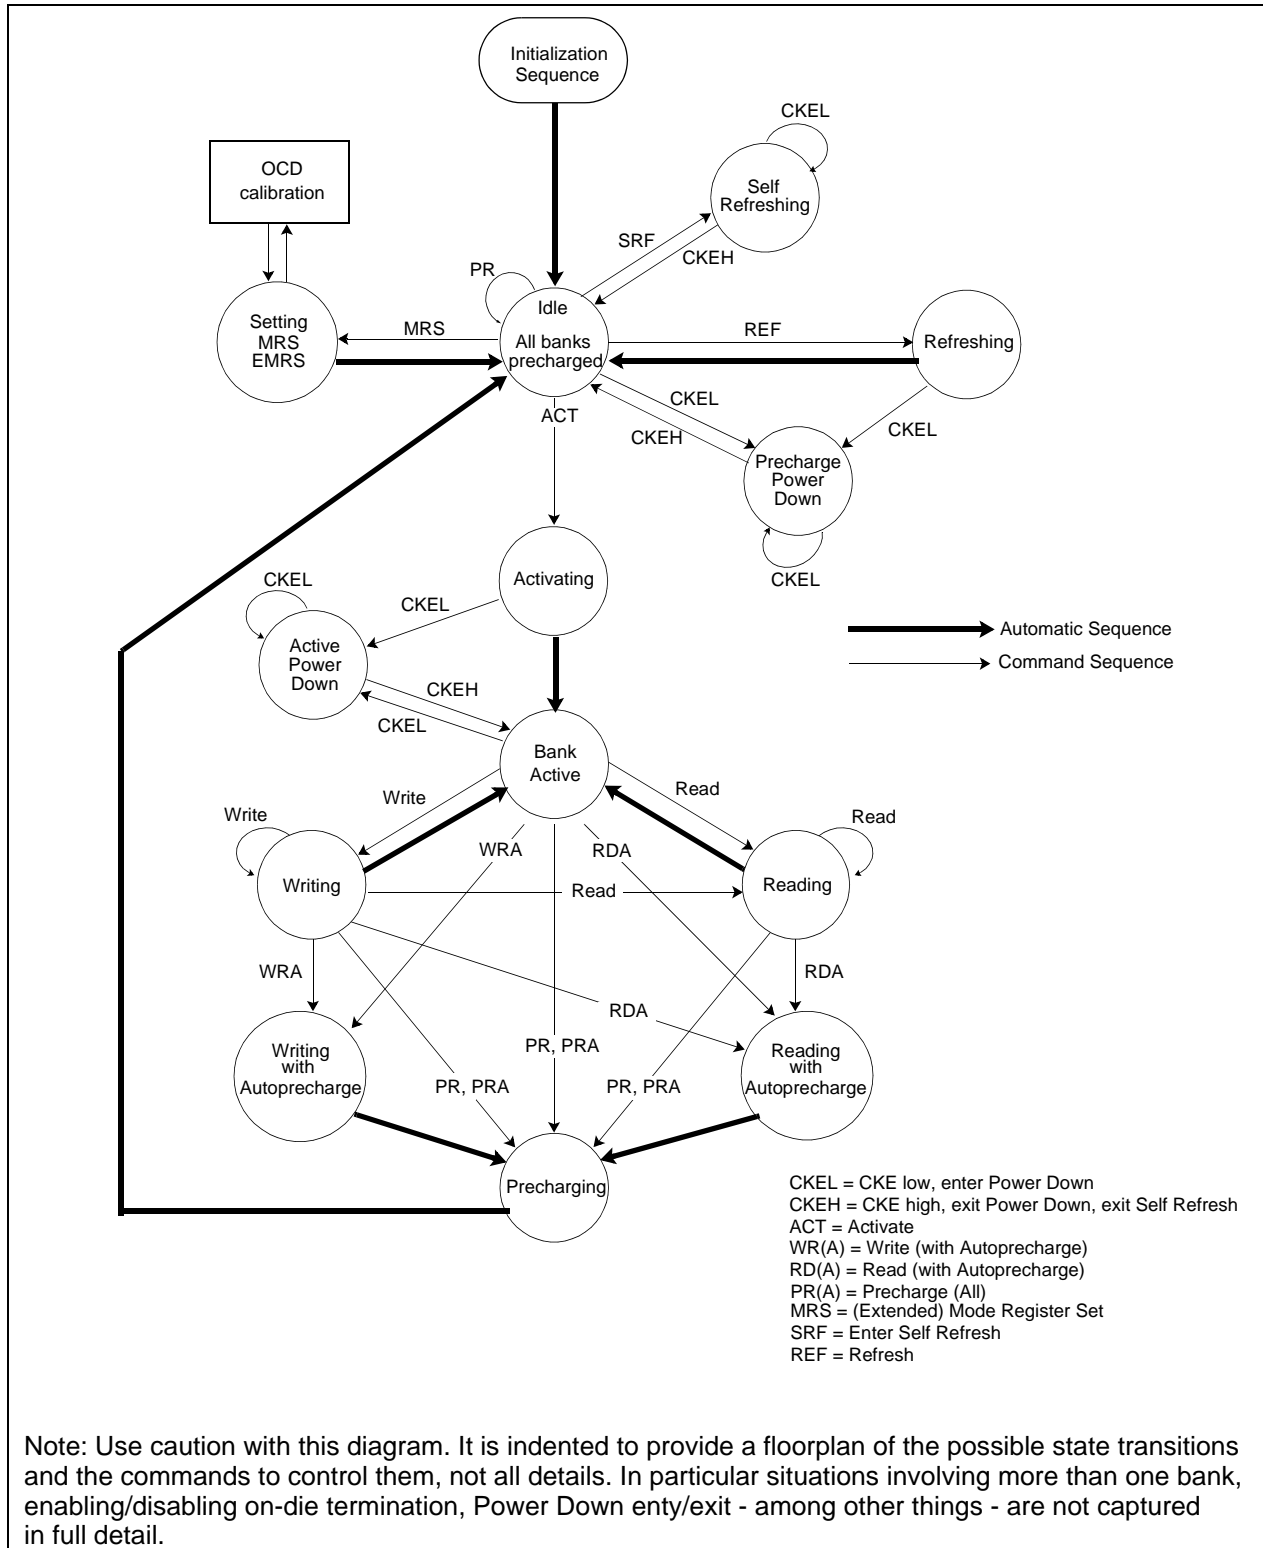 Initialization
Sequence
CKEL
OCD
calibration
Self
Refreshing
SRF
CKEH
PR
Idle
All banks
precharged
Setting
MRS
EMRS
MRS
REF
Refreshing
CKEL
CKEH
ACT
CKEL
Precharge
Power
Down
CKEL
Activating
CKEL
CKEL
Active
Power
Down
CKEH
CKEL
Automatic Sequence
Command Sequence
Bank
Active
Write
Read
Write
Read
WRA
RDA
Writing
Read
Reading
WRA
RDA
RDA
Writing
with
Autoprecharge
PR, PRA
Reading
with
Autoprecharge
PR, PRA
PR, PRA
Precharging
CKEL = CKE low, enter Power Down
CKEH = CKE high, exit Power Down, exit Self Refresh
ACT = Activate
WR(A) = Write (with Autoprecharge)
RD(A) = Read (with Autoprecharge)
PR(A) = Precharge (All)
MRS = (Extended) Mode Register Set
SRF = Enter Self Refresh
REF = Refresh
Note: Use caution with this diagram. It is indented to provide a floorplan of the possible state transitions
and the commands to control them, not all details. In particular situations involving more than one bank,
enabling/disabling on-die termination, Power Down enty/exit - among other things - are not captured
in full detail.